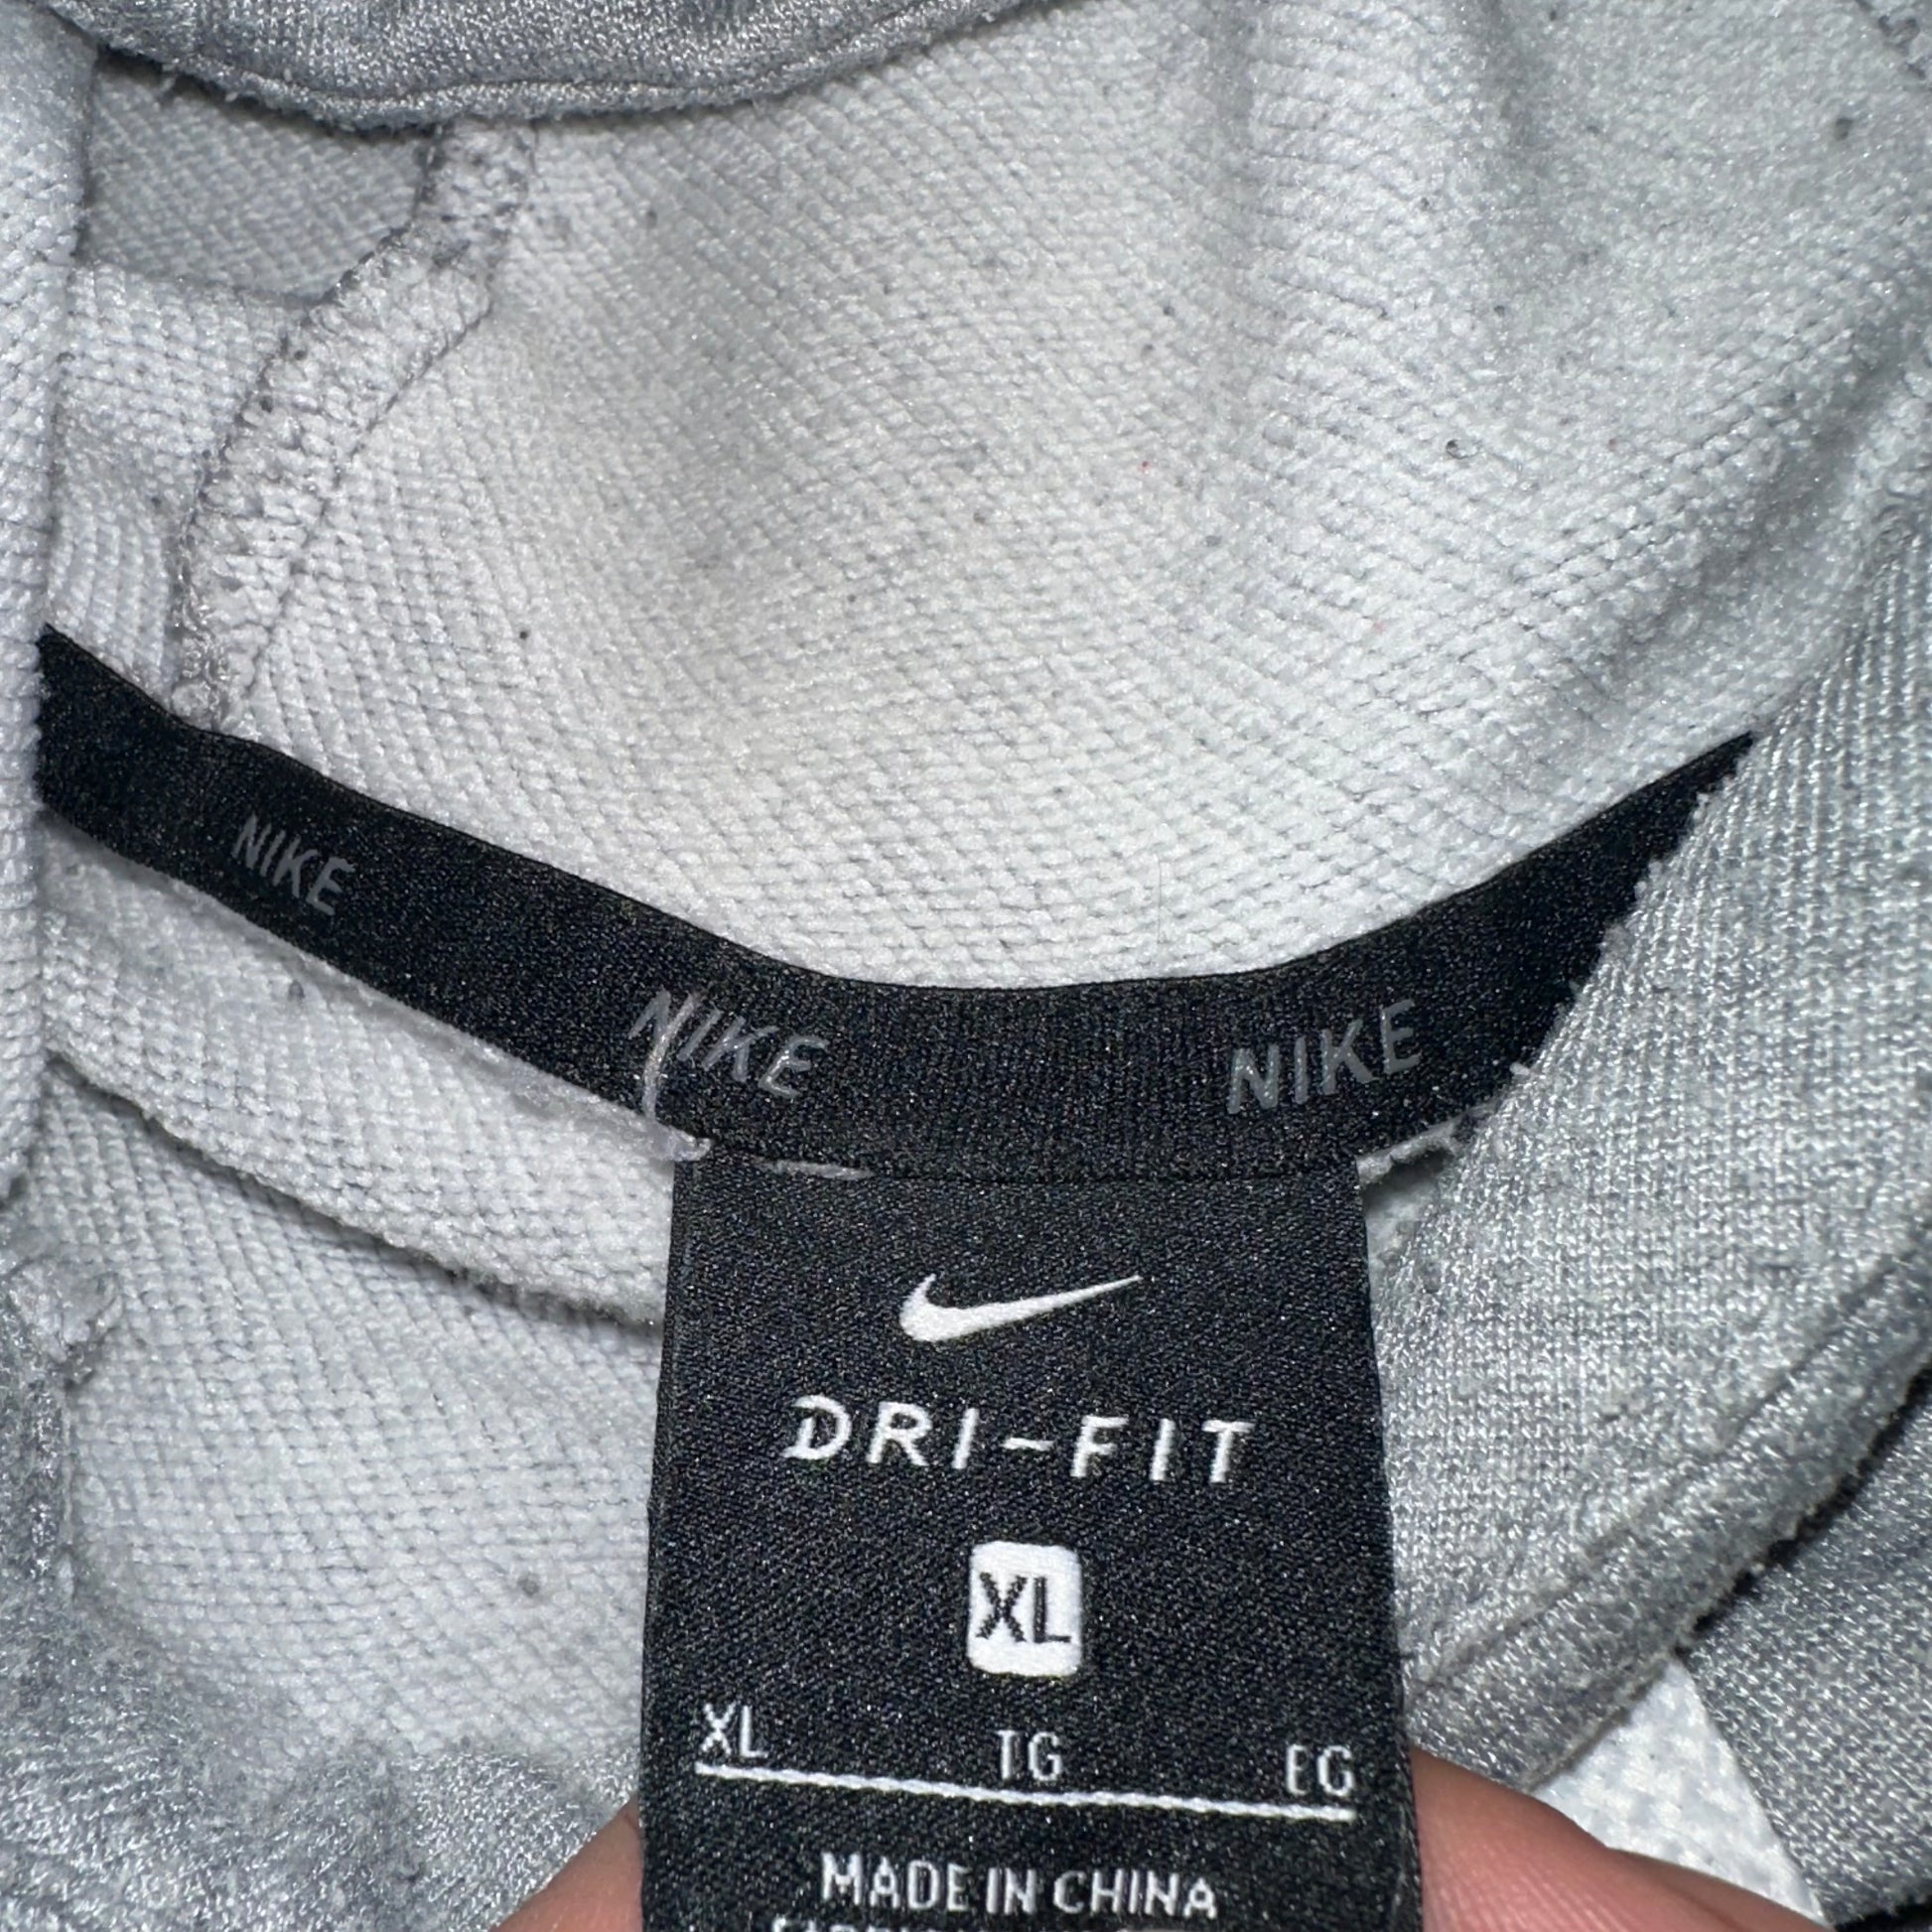 NIKE
NIKE
NIKE
DRI-FIT
XL
XL TG EG
MADE IN CHINA